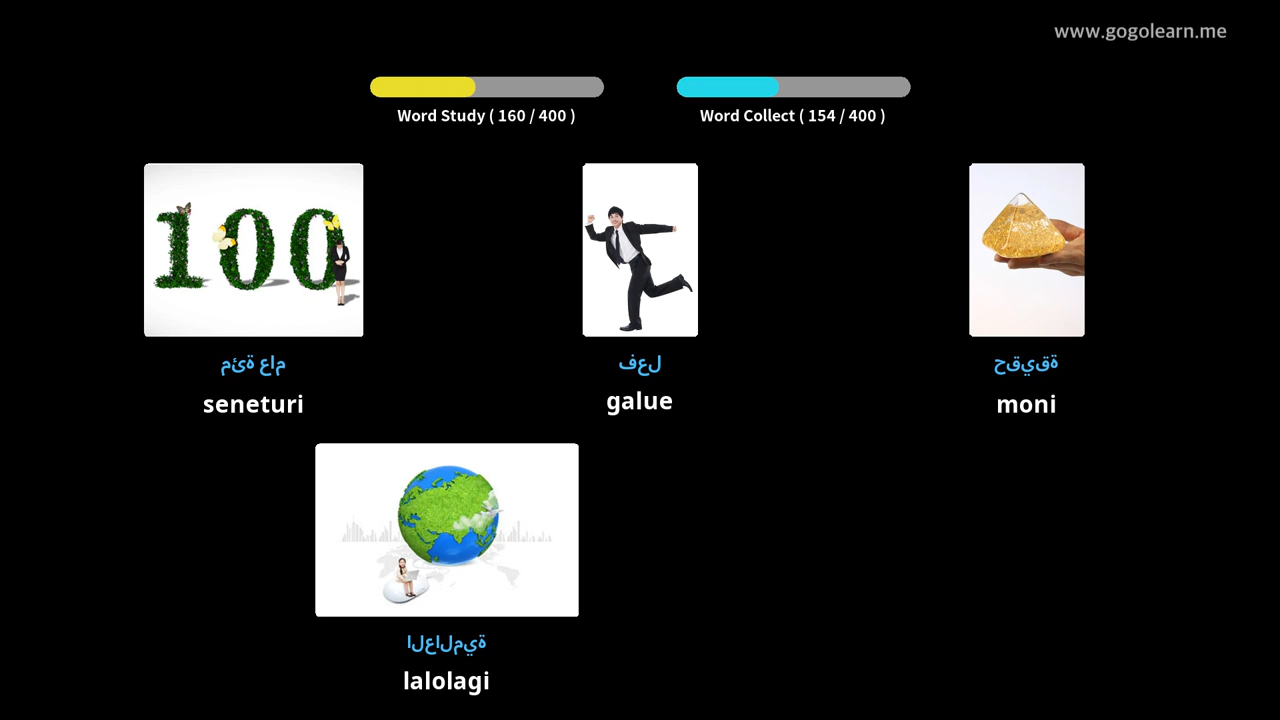 www.gogolearn.me
Word Study ( 160 / 400 )
Word Collect ( 154 / 400 )
مئة عام
فعل
حقيقة
seneturi
galue
moni
العالمية
lalolagi